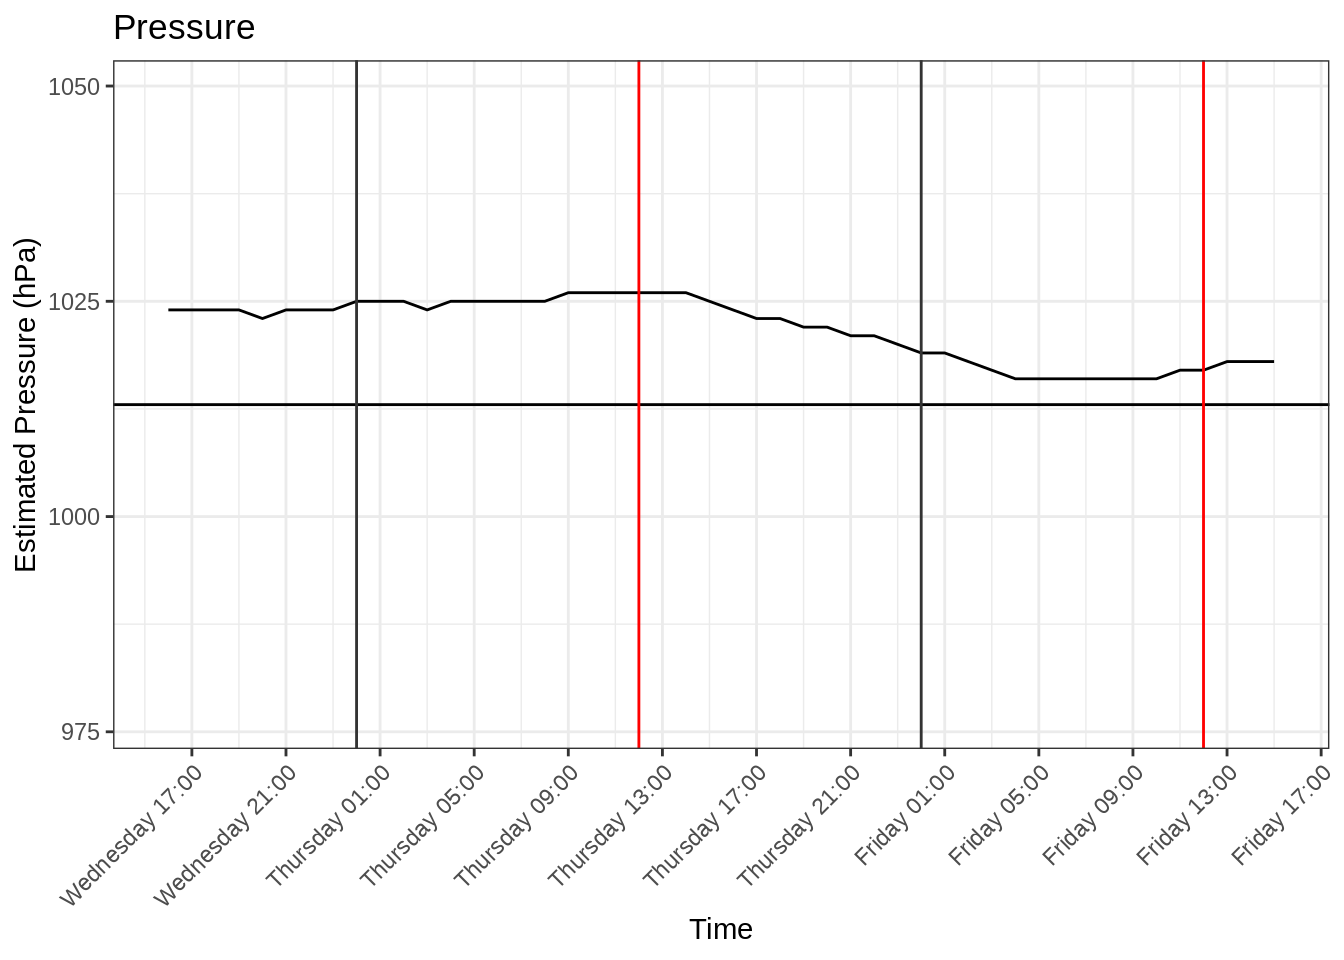 Pressure
Estimated Pressure (hPa)
1050
1025
1000
975
Wednesday 17:00
Wednesday 21:00
Thursday 01:00
Thursday 05:00
Thursday 09:00
Thursday 13:00
Thursday 17:00
Thursday 21:00
Friday 01:00
Friday 05:00
Friday 09:00
Friday 13:00
Friday 17:00
Time